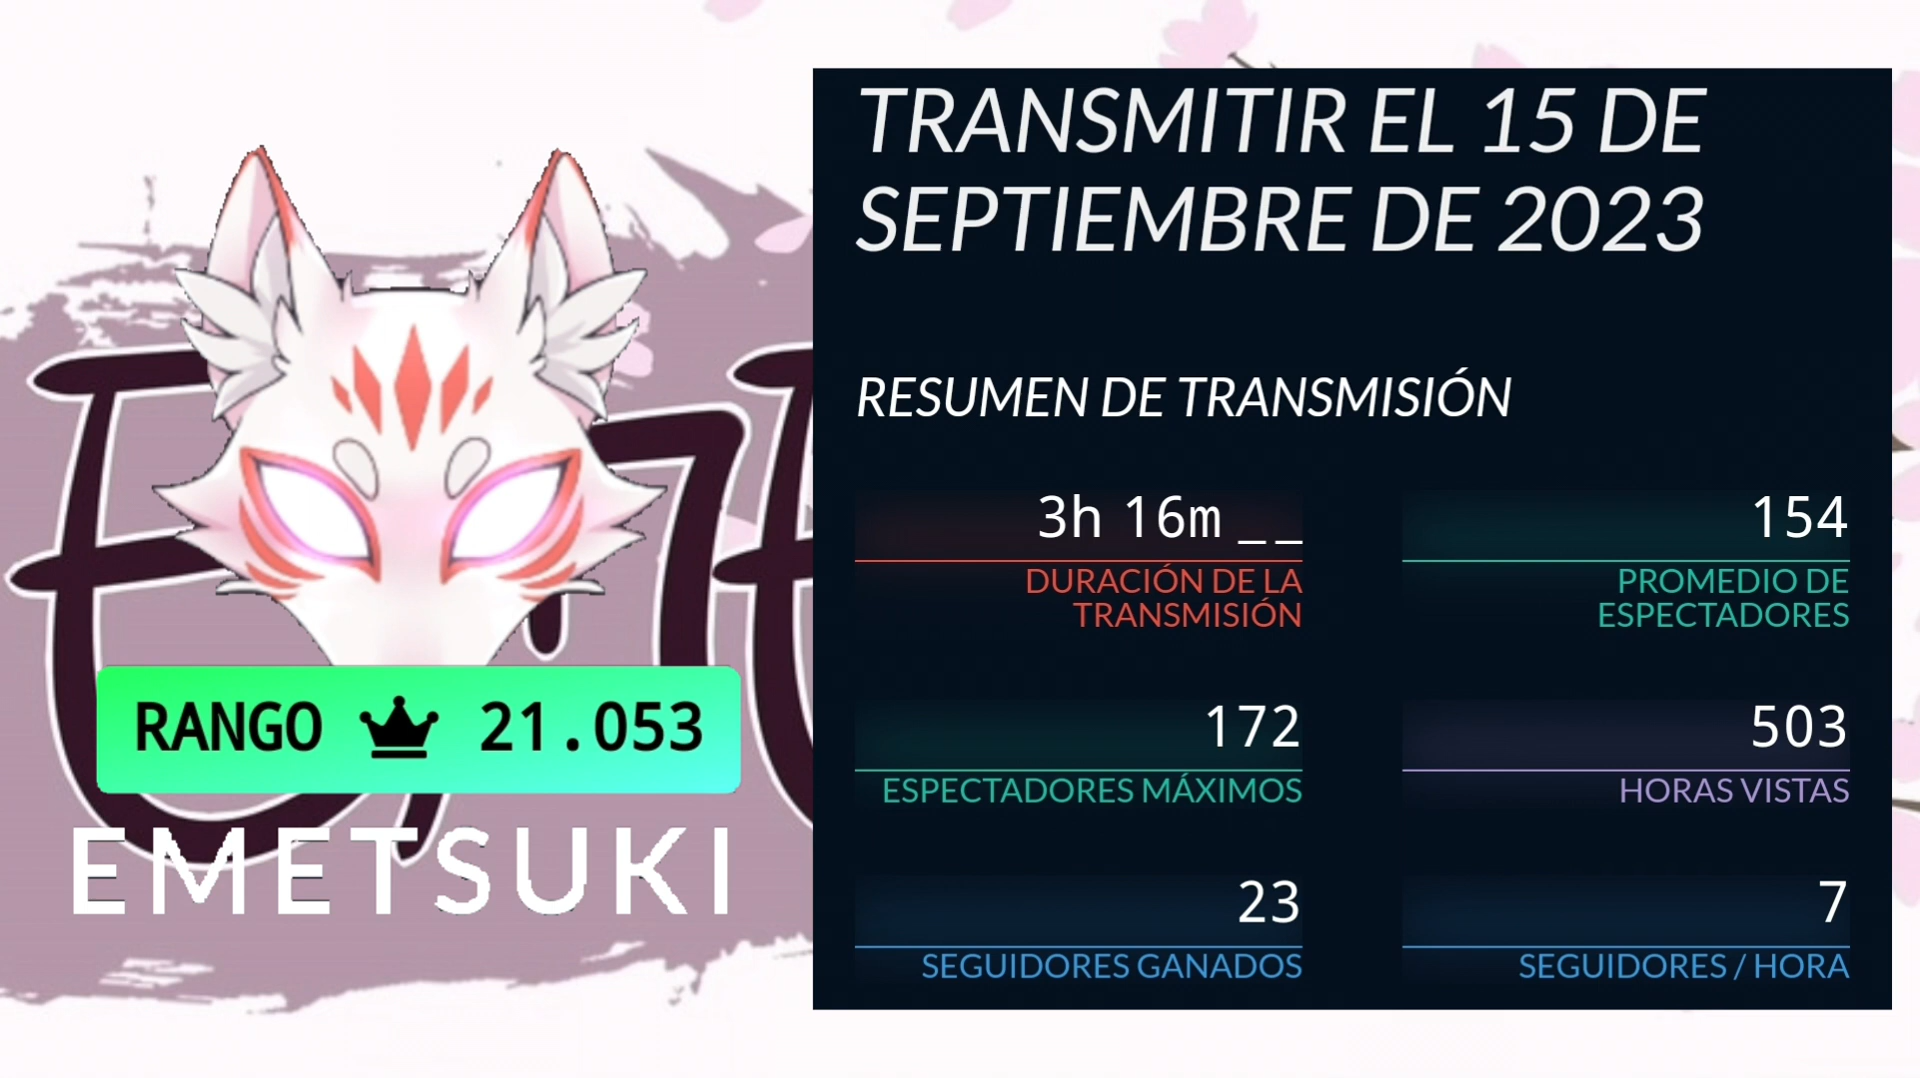 RANGO 21.053
EMETSUKI
TRANSMITIR EL 15 DE
SEPTIEMBRE DE 2023
RESUMEN DE TRANSMISIÓN
3h 16m _ _
DURACIÓN DE LA
TRANSMISIÓN
154
PROMEDIO DE
ESPECTADORES
172
ESPECTADORES MÁXIMOS
503
HORAS VISTAS
23
SEGUIDORES GANADOS
7
SEGUIDORES / HORA